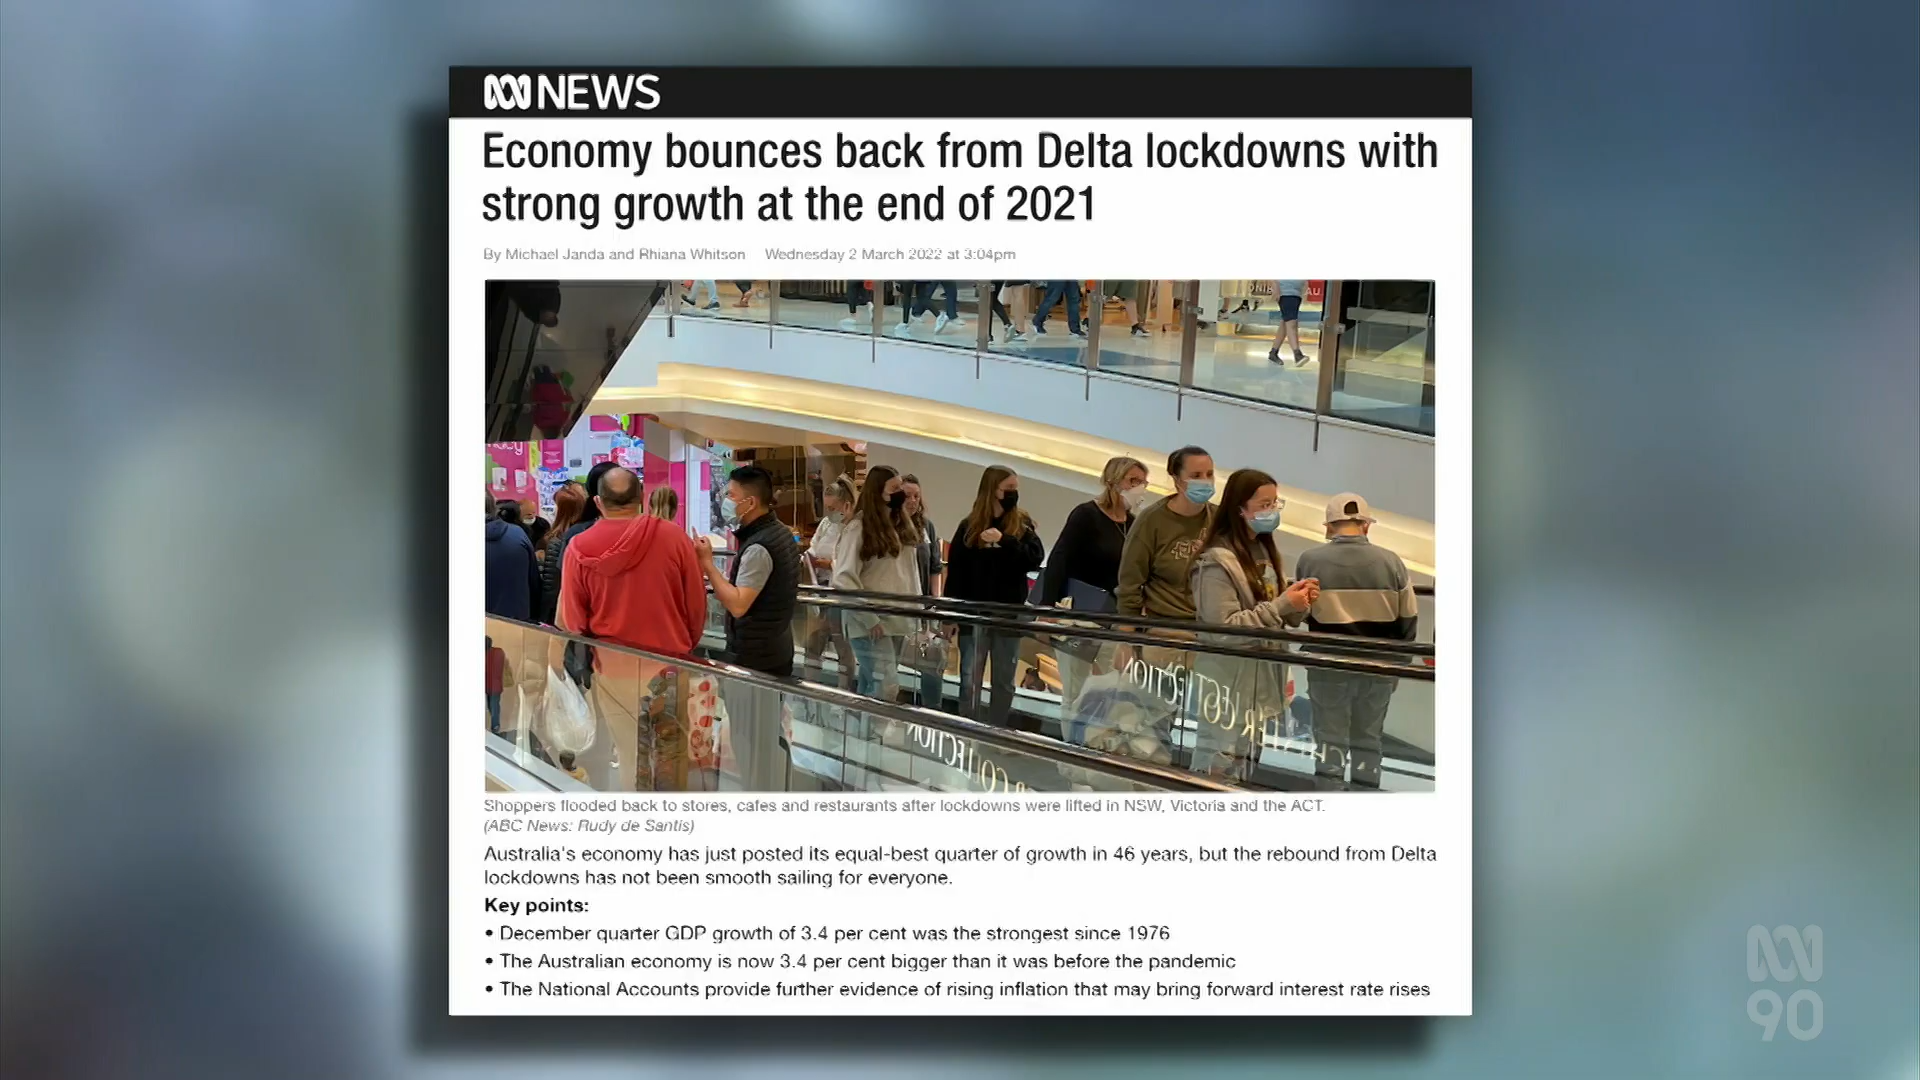 ABC NEWS
Economy bounces back from Delta lockdowns with
strong growth at the end of 2021
By Michael Janda and Rhiana Whitson Wednesday 2 March 2022 at 3:04pm
Shoppers flooded back to stores, cafes and restaurants after lockdowns were lifted in NSW, Victoria and the ACT.
(ABC News: Rudy de Santis)
Australia's economy has just posted its equal-best quarter of growth in 46 years, but the rebound from Delta
lockdowns has not been smooth sailing for everyone.
Key points:
• December quarter GDP growth of 3.4 per cent was the strongest since 1976
• The Australian economy is now 3.4 per cent bigger than it was before the pandemic
• The National Accounts provide further evidence of rising inflation that may bring forward interest rate rises
90